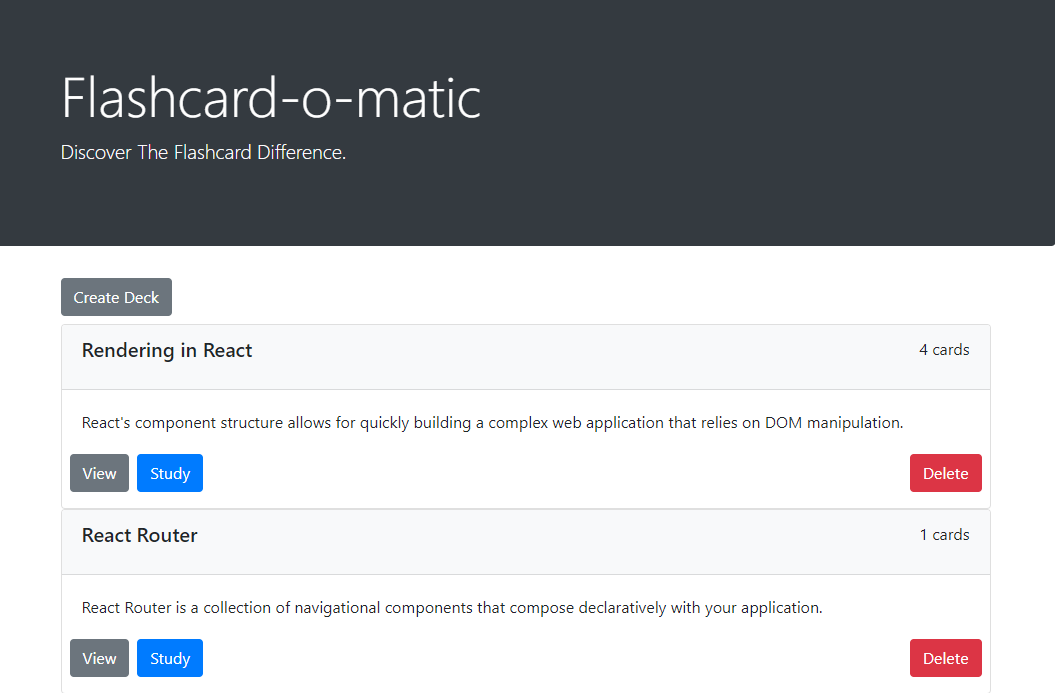 Flashcard-o-matic
Discover The Flashcard Difference.
Create Deck
Rendering in React 4 cards
React's component structure allows for quickly building a complex web application that relies on DOM manipulation.
View Study Delete
React Router 1 cards
React Router is a collection of navigational components that compose declaratively with your application.
View Study Delete